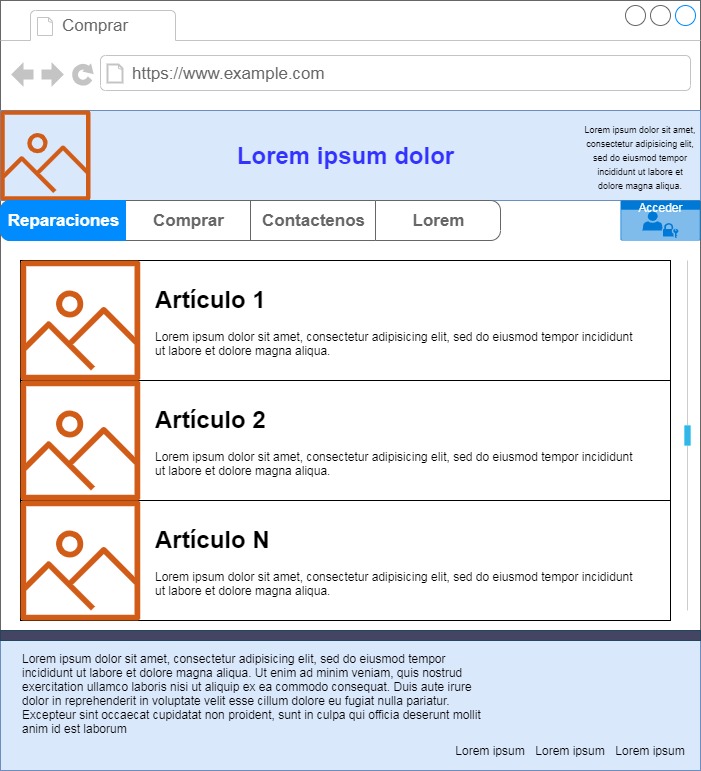 Comprar
https://www.example.com
Lorem ipsum dolor
Lorem ipsum dolor sit amet,
consectetur adipisicing elit,
sed do eiusmod tempor
incididunt ut labore et
dolore magna aliqua.
Reparaciones
Comprar
Contactenos
Lorem
Acceder
Artículo 1
Lorem ipsum dolor sit amet, consectetur adipisicing elit, sed do eiusmod tempor incididunt
ut labore et dolore magna aliqua.
Artículo 2
Lorem ipsum dolor sit amet, consectetur adipisicing elit, sed do eiusmod tempor incididunt
ut labore et dolore magna aliqua.
Artículo N
Lorem ipsum dolor sit amet, consectetur adipisicing elit, sed do eiusmod tempor incididunt
ut labore et dolore magna aliqua.
Lorem ipsum dolor sit amet, consectetur adipisicing elit, sed do eiusmod tempor
incididunt ut labore et dolore magna aliqua. Ut enim ad minim veniam, quis nostrud
exercitation ullamco laboris nisi ut aliquip ex ea commodo consequat. Duis aute irure
dolor in reprehenderit in voluptate velit esse cillum dolore eu fugiat nulla pariatur.
Excepteur sint occaecat cupidatat non proident, sunt in culpa qui officia deserunt mollit
anim id est laborum
Lorem ipsum Lorem ipsum Lorem ipsum